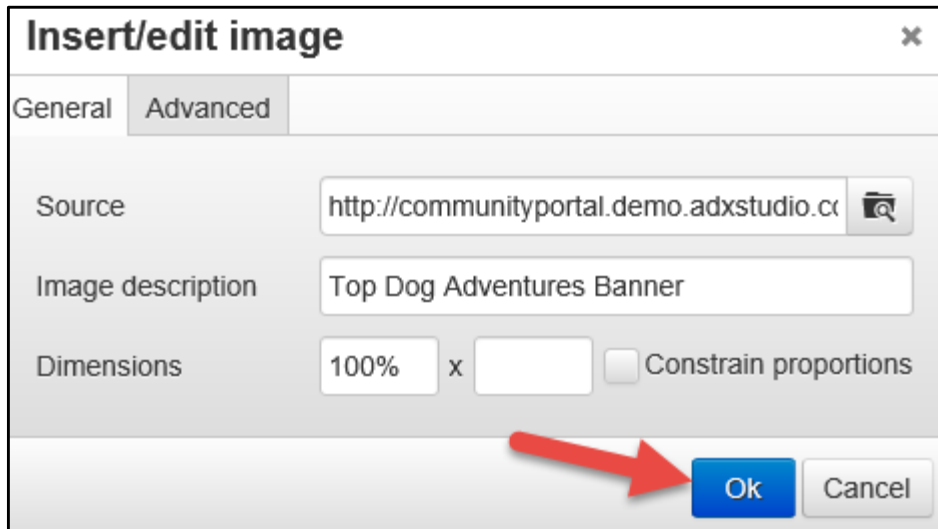 Insert/edit image
General Advanced
Source http://communityportal.demo.adxstudio.co
Image description Top Dog Adventures Banner
Dimensions 100% x Constrain proportions
Ok Cancel